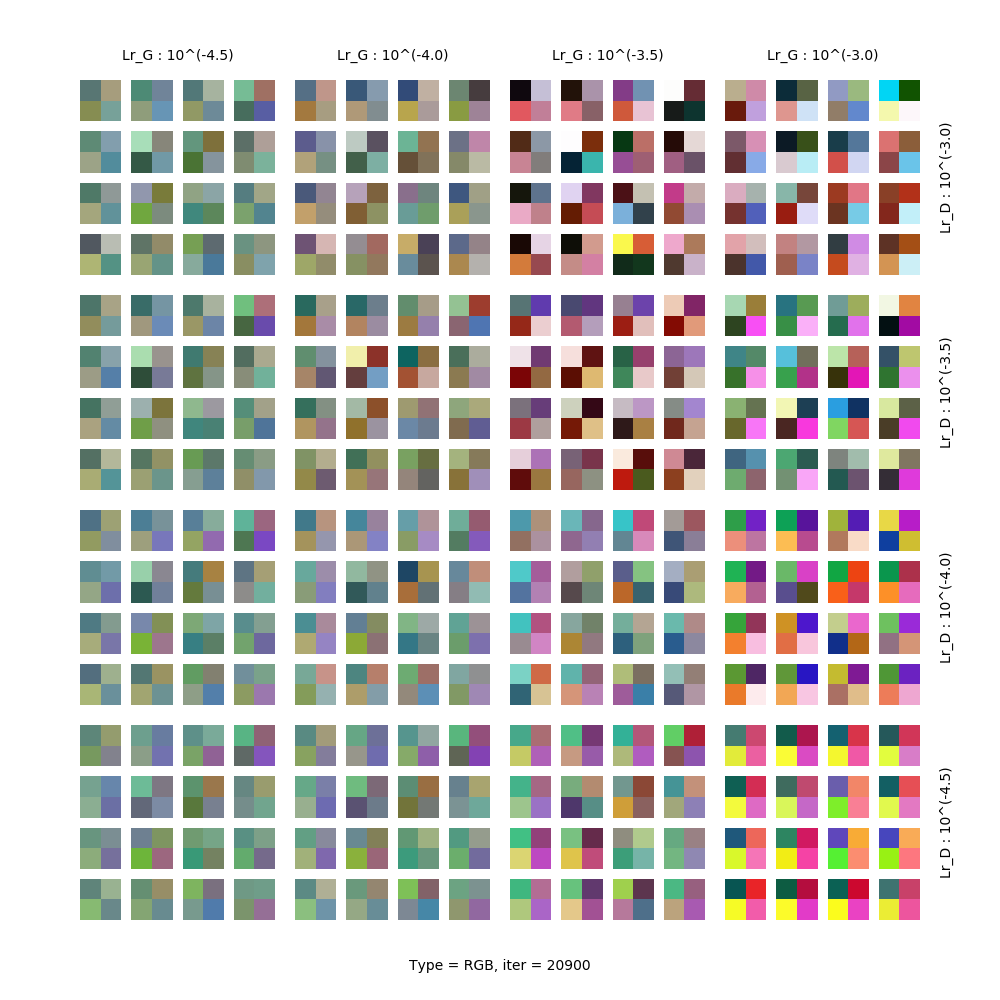 Lr_G : 10^(-4.5)
Lr_G : 10^(-4.0)
Lr_G : 10^(-3.5)
Lr_G : 10^(-3.0)
Lr_D : 10^(-3.0)
Lr_D : 10^(-3.5)
Lr_D : 10^(-4.0)
Lr_D : 10^(-4.5)
Type = RGB, iter = 20900